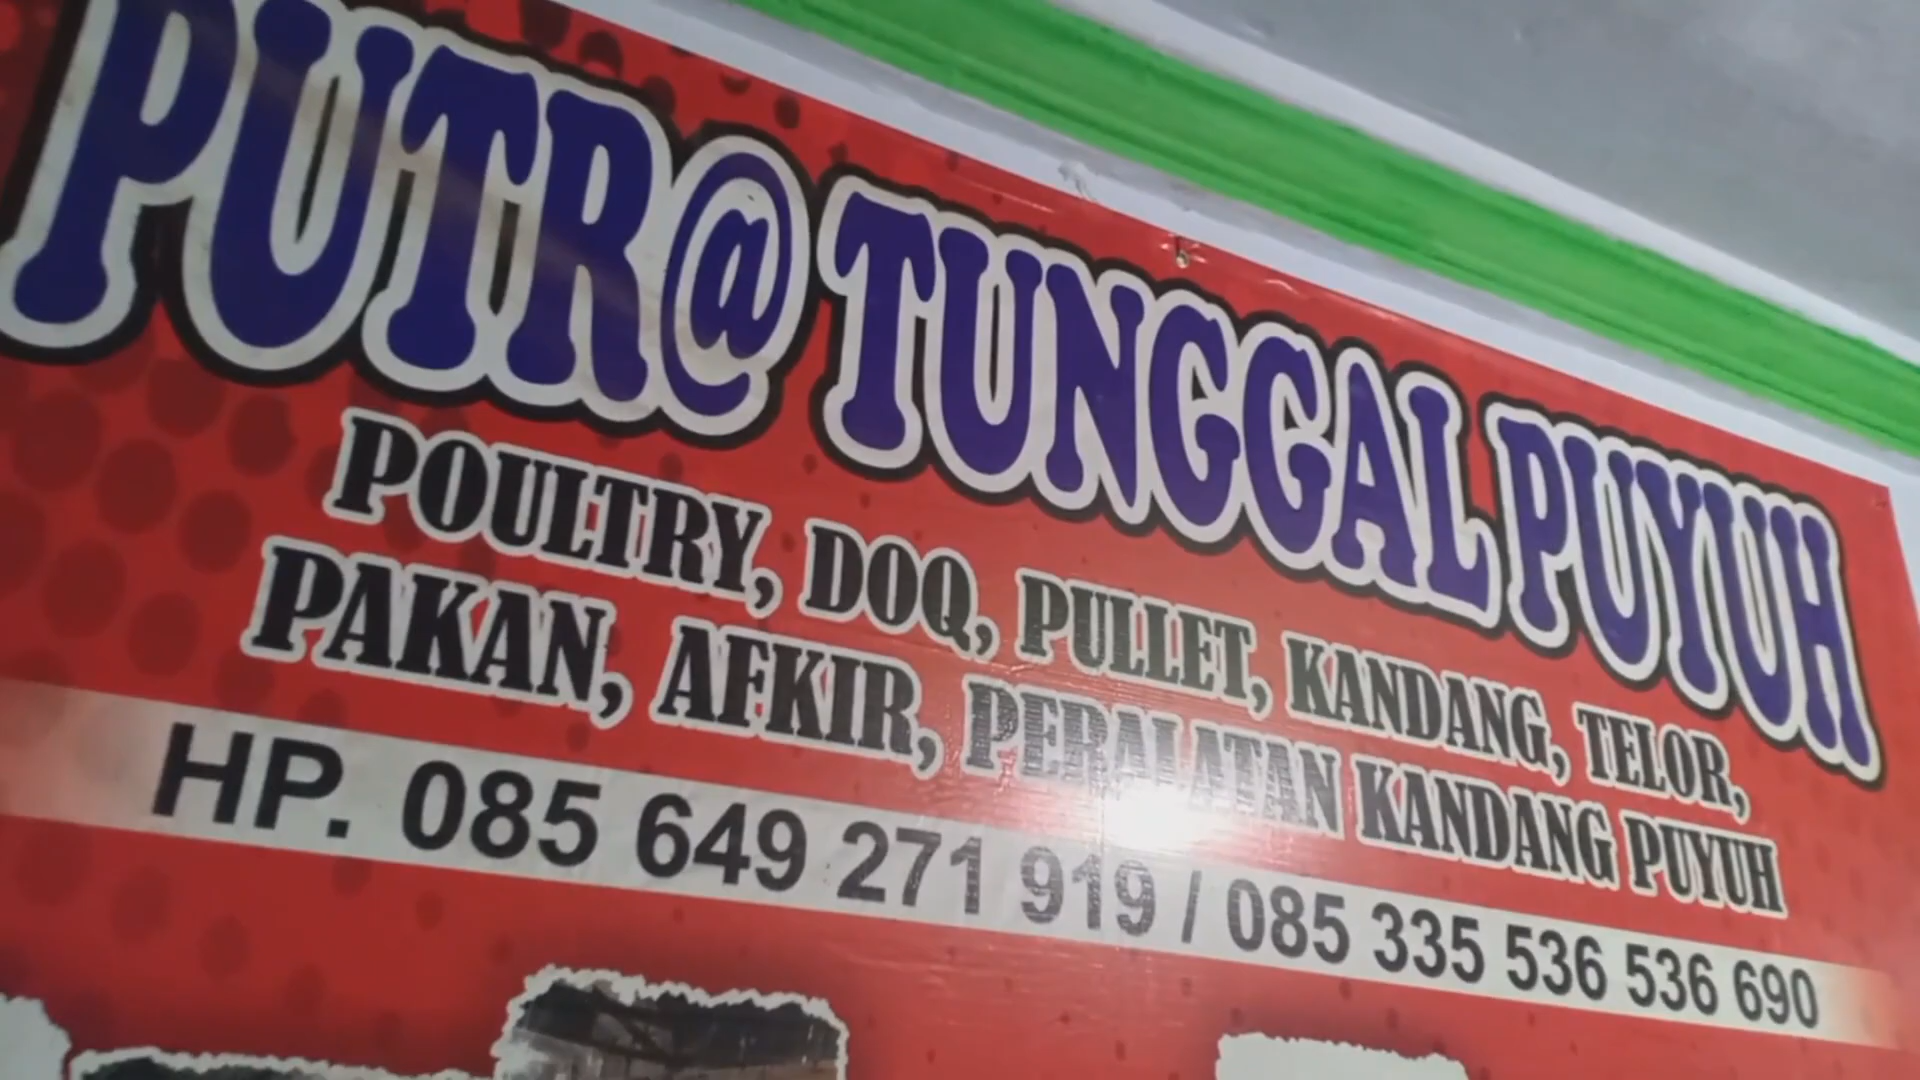 PUTR@ TUNGGAL PUYUH
POULTRY, DOQ, PULLET, KANDANG, TELOR,
PAKAN, AFKIR, PERALATAN KANDANG PUYUH
HP. 085 649 271 919 / 085 335 536 536 690